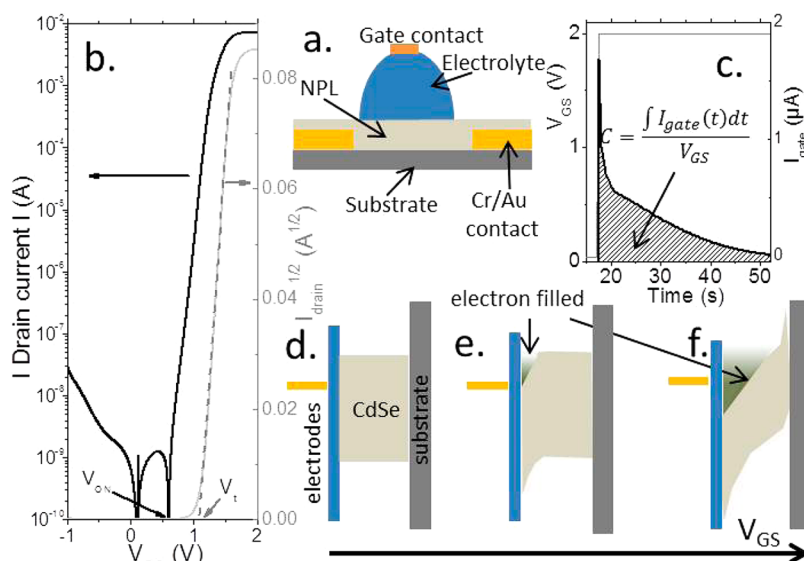 a.
Gate contact
Electrolyte
NPL
Substrate
Cr/Au
contact
b.
I Drain current I (A)
10⁻²
10⁻³
10⁻⁴
10⁻⁵
10⁻⁶
10⁻⁷
10⁻⁸
10⁻⁹
10⁻¹⁰
-1
0
1
2
(V)
V_ON
V_t
I_drain^1/2 (A^1/2)
0.08
0.06
0.04
0.02
0.00
c.
V_GS (V)
2
1
0
C = ∫ I_gate(t)dt / V_GS
I_gate (µA)
2
1
0
20
30
40
50
Time (s)
electron filled
d.
e.
f.
electrodes
CdSe
substrate
V_GS